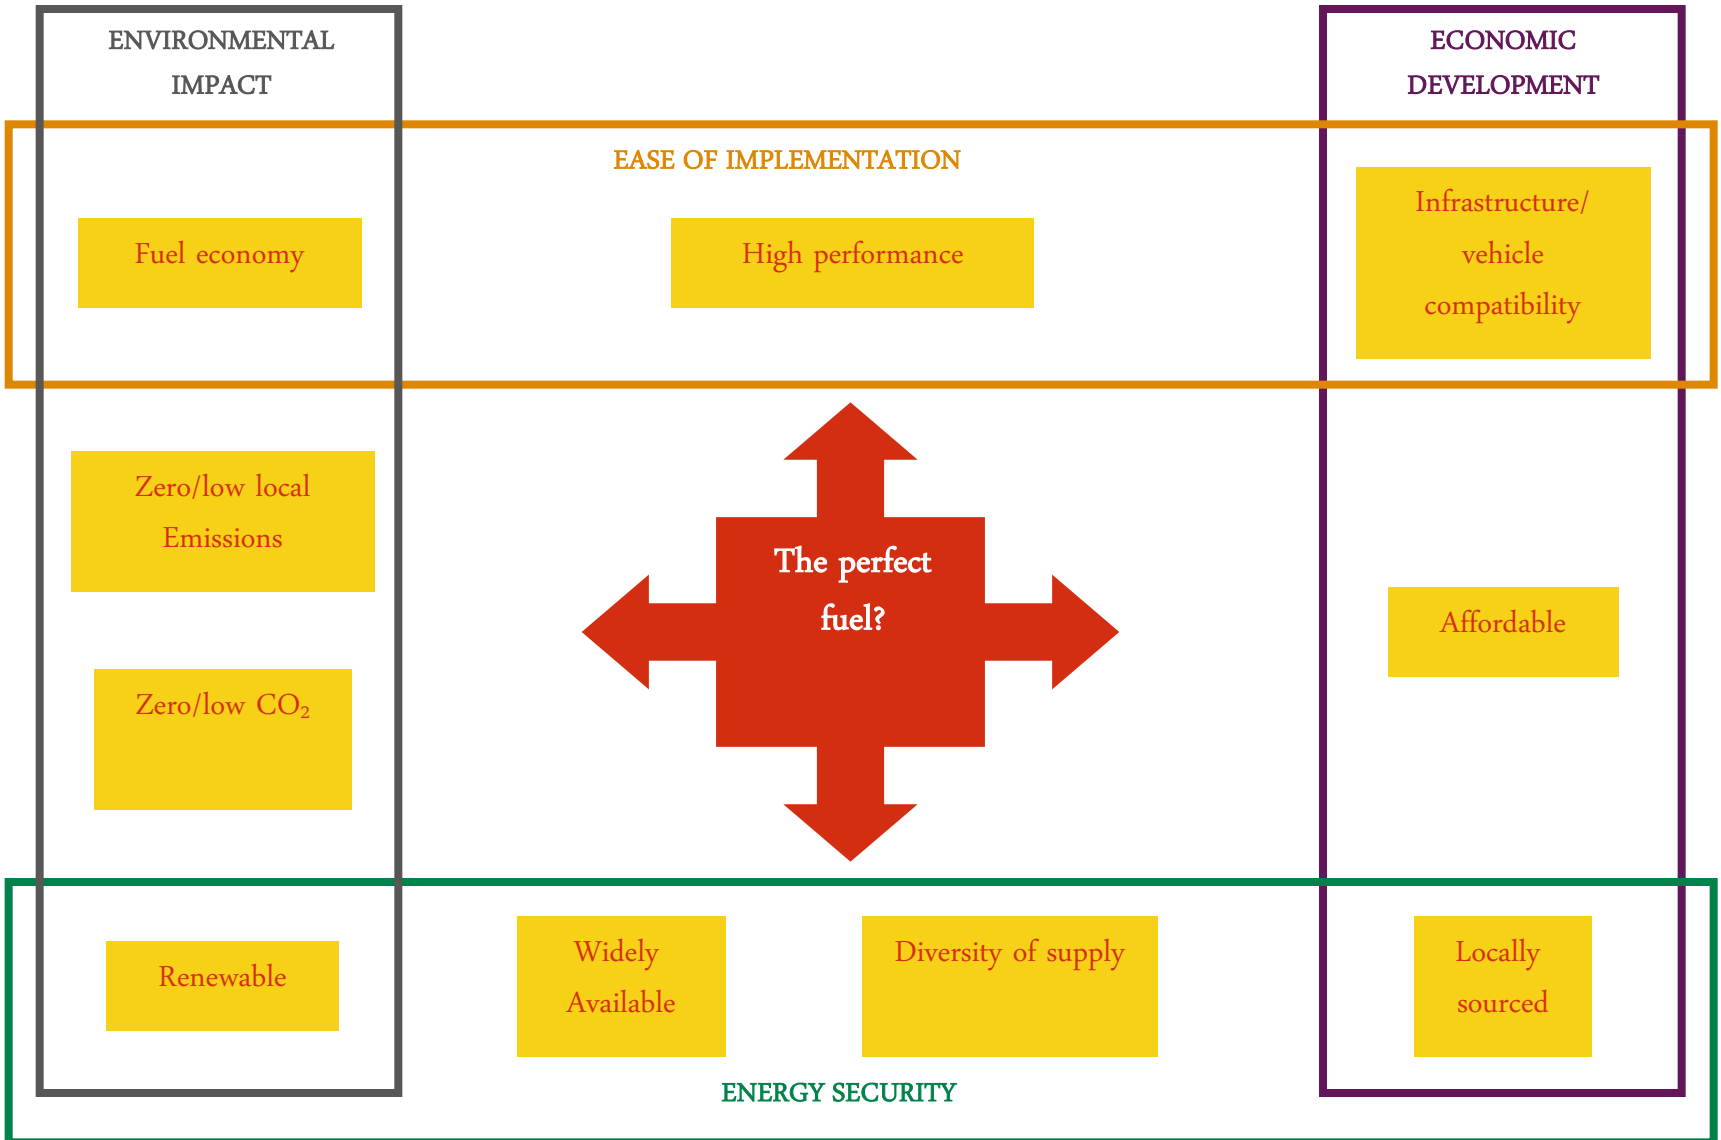 ENVIRONMENTAL
IMPACT
ECONOMIC
DEVELOPMENT
EASE OF IMPLEMENTATION
Fuel economy
High performance
Infrastructure/
vehicle
compatibility
Zero/low local
Emissions
The perfect
fuel?
Affordable
Zero/low CO₂
Renewable
Widely
Available
Diversity of supply
Locally
sourced
ENERGY SECURITY